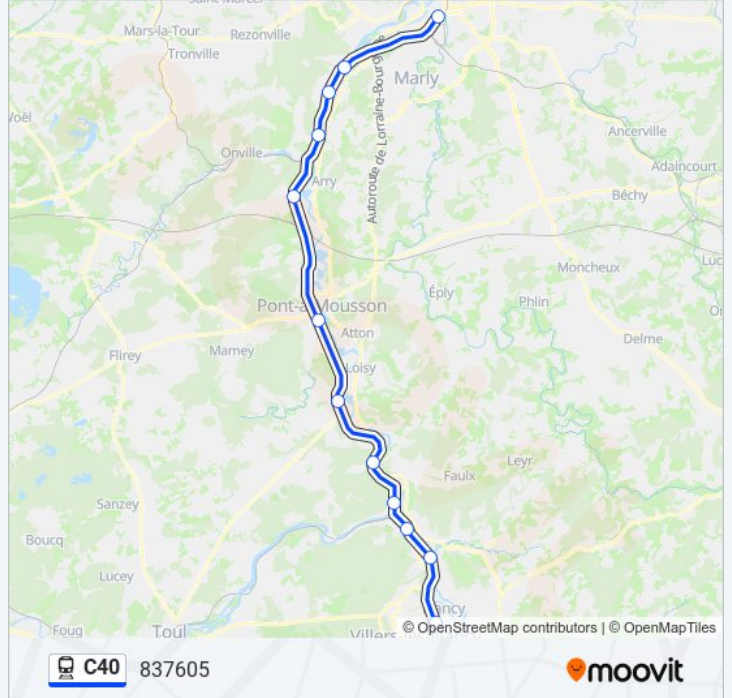 Mars-la-Tour
Rezonville
Tronville
Marly
Autoroute de Lorraine-Bourgogne
Ancerville
Onville
Adaincourt
Arry
Béchy
Moncheux
Éply
Phlin
Pont-à-Mousson
Atton
Delme
Flirey
Mamey
Loisy
Leyr
Faulx
Sanzey
Boucq
Lucey
Foug
Toul
Villers
ancy
© OpenStreetMap contributors | © OpenMapTiles
C40 837605
moovit